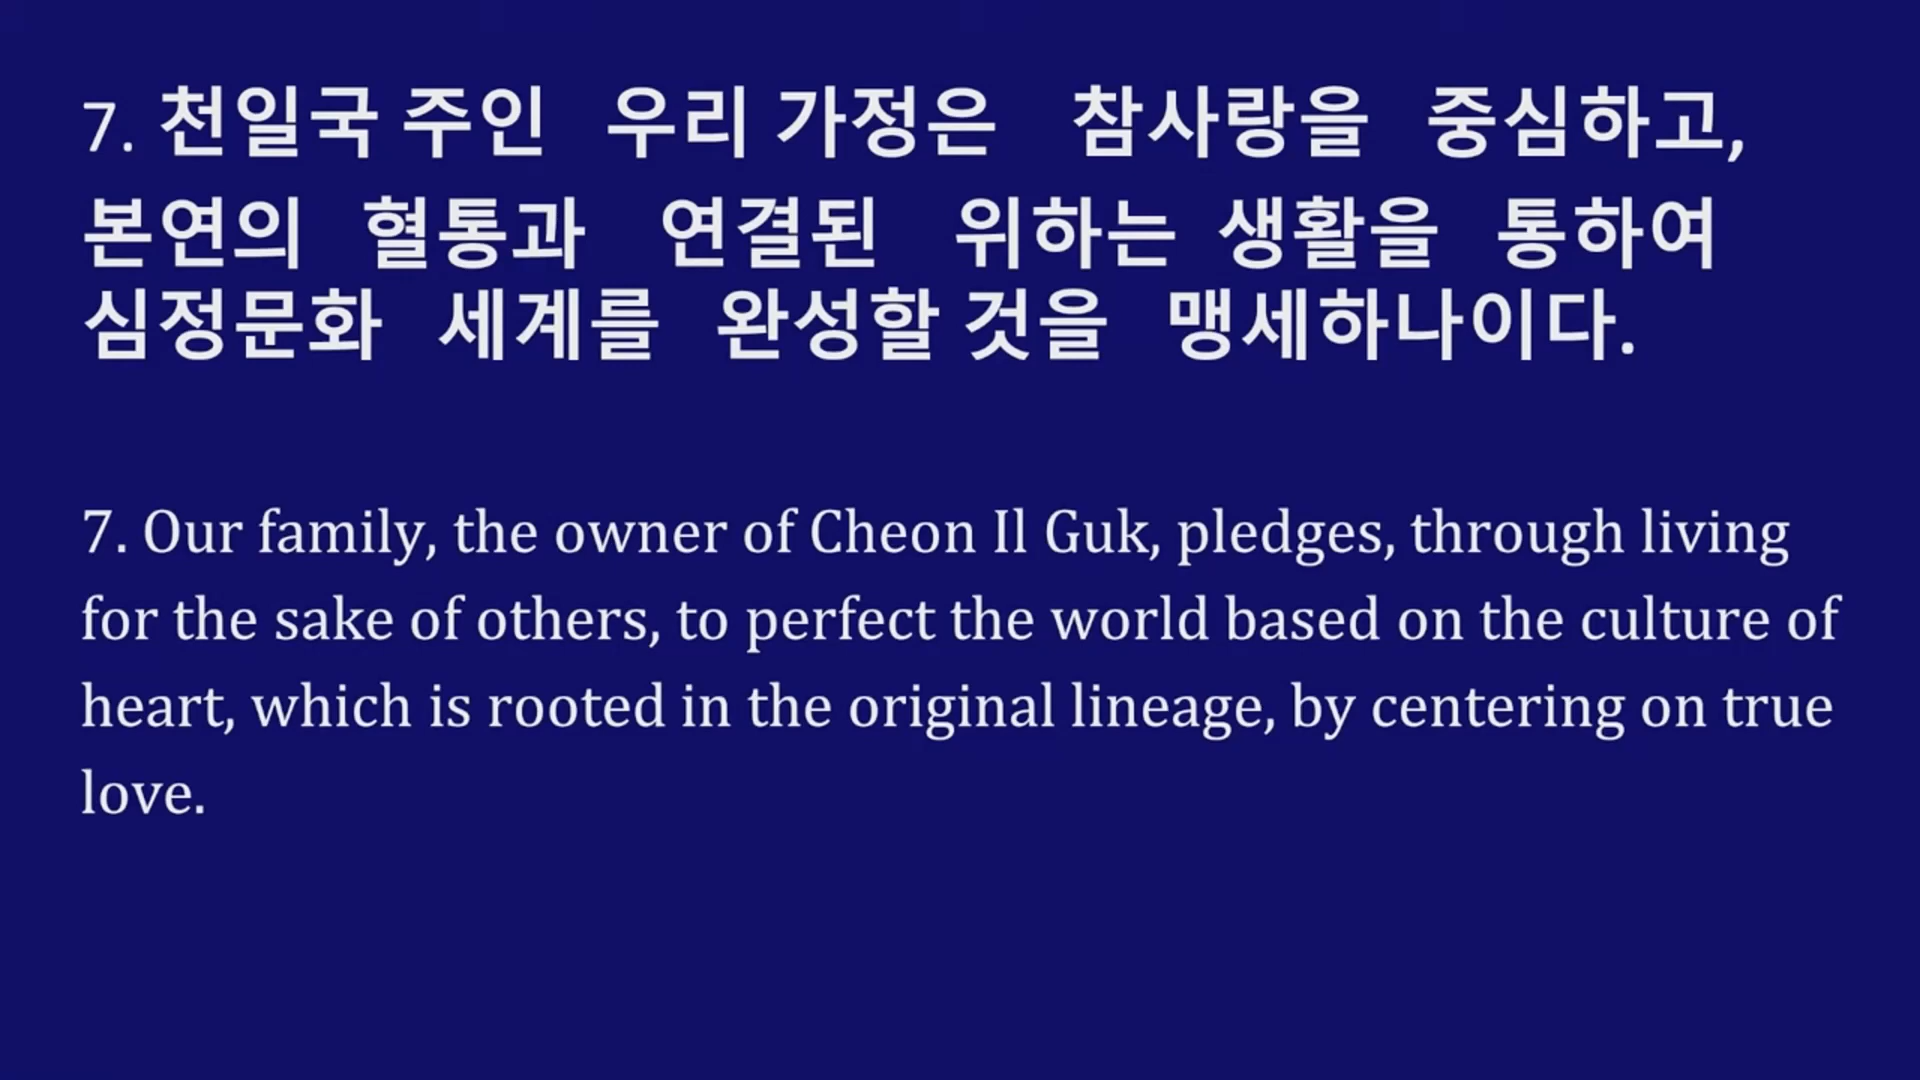 7. 천일국 주인 우리 가정은 참사랑을 중심하고,
본연의 혈통과 연결된 위하는 생활을 통하여
심정문화 세계를 완성할 것을 맹세하나이다.
7. Our family, the owner of Cheon Il Guk, pledges, through living
for the sake of others, to perfect the world based on the culture of
heart, which is rooted in the original lineage, by centering on true
love.